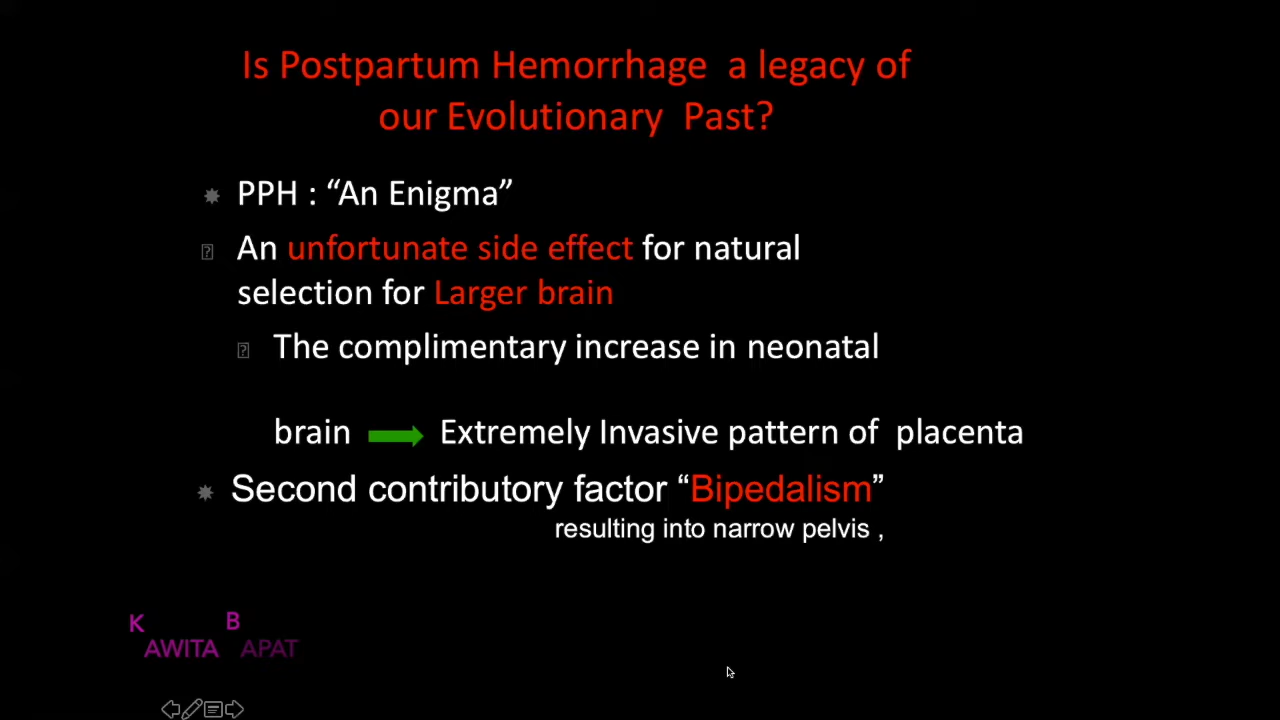 Is Postpartum Hemorrhage a legacy of
our Evolutionary Past?
PPH : “An Enigma”
An unfortunate side effect for natural
selection for Larger brain
The complimentary increase in neonatal
brain Extremely Invasive pattern of placenta
Second contributory factor “Bipedalism”
resulting into narrow pelvis ,
KAWITA BAPAT